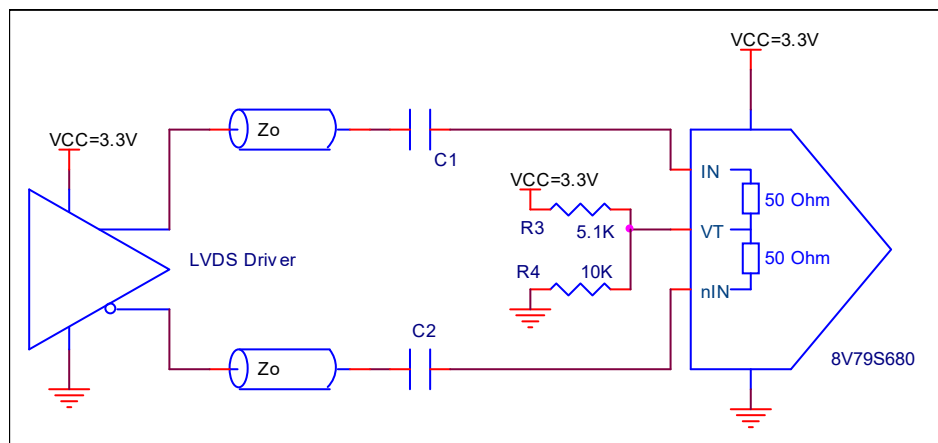 VCC=3.3V
Zo
VCC=3.3V
C1
IN
VCC=3.3V
50 Ohm
R3
5.1K
VT
LVDS Driver
R4
10K
50 Ohm
nIN
C2
8V79S680
Zo